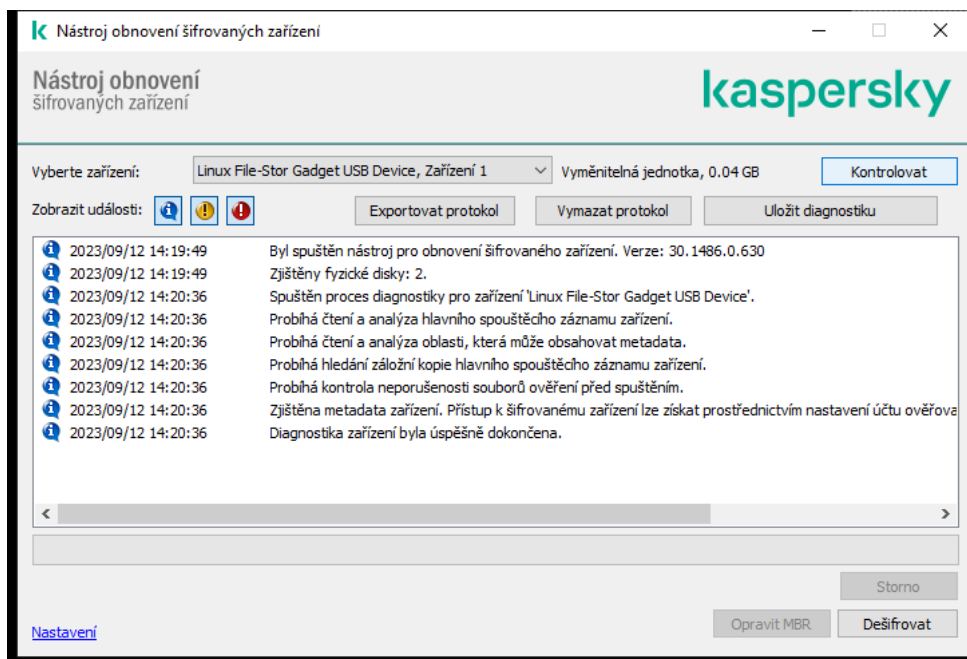 Nástroj obnovení šifrovaných zařízení
Nástroj obnovení
šifrovaných zařízení
kaspersky
Vyberte zařízení: Linux File-Stor Gadget USB Device, Zařízení 1 Vyměnitelná jednotka, 0.04 GB Kontrolovat
Zobrazit události: Exportovat protokol Vymazat protokol Uložit diagnostiku
2023/09/12 14:19:49 Byl spuštěn nástroj pro obnovení šifrovaného zařízení. Verze: 30.1486.0.630
2023/09/12 14:19:49 Zjištěny fyzické disky: 2.
2023/09/12 14:20:36 Spuštěn proces diagnostiky pro zařízení 'Linux File-Stor Gadget USB Device'.
2023/09/12 14:20:36 Probíhá čtení a analýza hlavního spouštěcího záznamu zařízení.
2023/09/12 14:20:36 Probíhá čtení a analýza oblasti, která může obsahovat metadata.
2023/09/12 14:20:36 Probíhá hledání záložní kopie hlavního spouštěcího záznamu zařízení.
2023/09/12 14:20:36 Probíhá kontrola neporušenosti souborů ověření před spuštěním.
2023/09/12 14:20:36 Zjištěna metadata zařízení. Přístup k šifrovanému zařízení lze získat prostřednictvím nastavení účtu ověřova
2023/09/12 14:20:36 Diagnostika zařízení byla úspěšně dokončena.
Storno
Nastavení Opravit MBR Dešifrovat